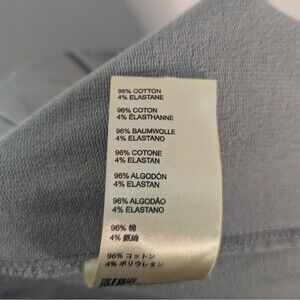 96% COTTON
4% ELASTANE
96% COTON
4% ÉLASTHANNE
96% BAUMWOLLE
4% ELASTAN
96% COTONE
4% ELASTAN
96% ALGODÓN
4% ELASTANO
96% ALGODÃO
4% ELASTANO
96% 棉
4%
96% コットン
4% ポリウレタン